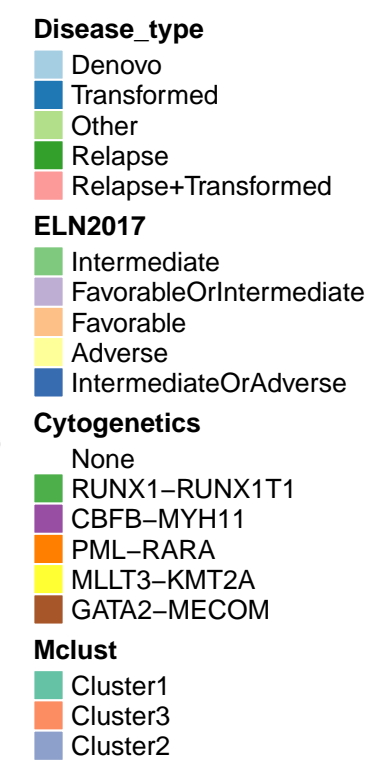 Disease_type
Denovo
Transformed
Other
Relapse
Relapse+Transformed
ELN2017
Intermediate
FavorableOrIntermediate
Favorable
Adverse
IntermediateOrAdverse
Cytogenetics
None
RUNX1−RUNX1T1
CBFB−MYH11
PML−RARA
MLLT3−KMT2A
GATA2−MECOM
Mclust
Cluster1
Cluster3
Cluster2